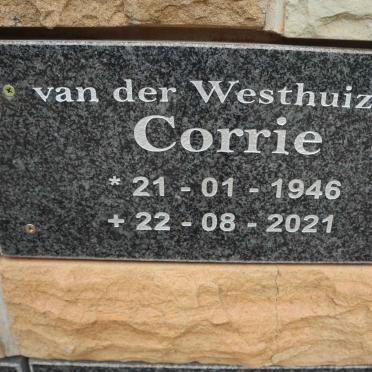 van der Westhuiz
Corrie
* 21 - 01 - 1946
+ 22 - 08 - 2021